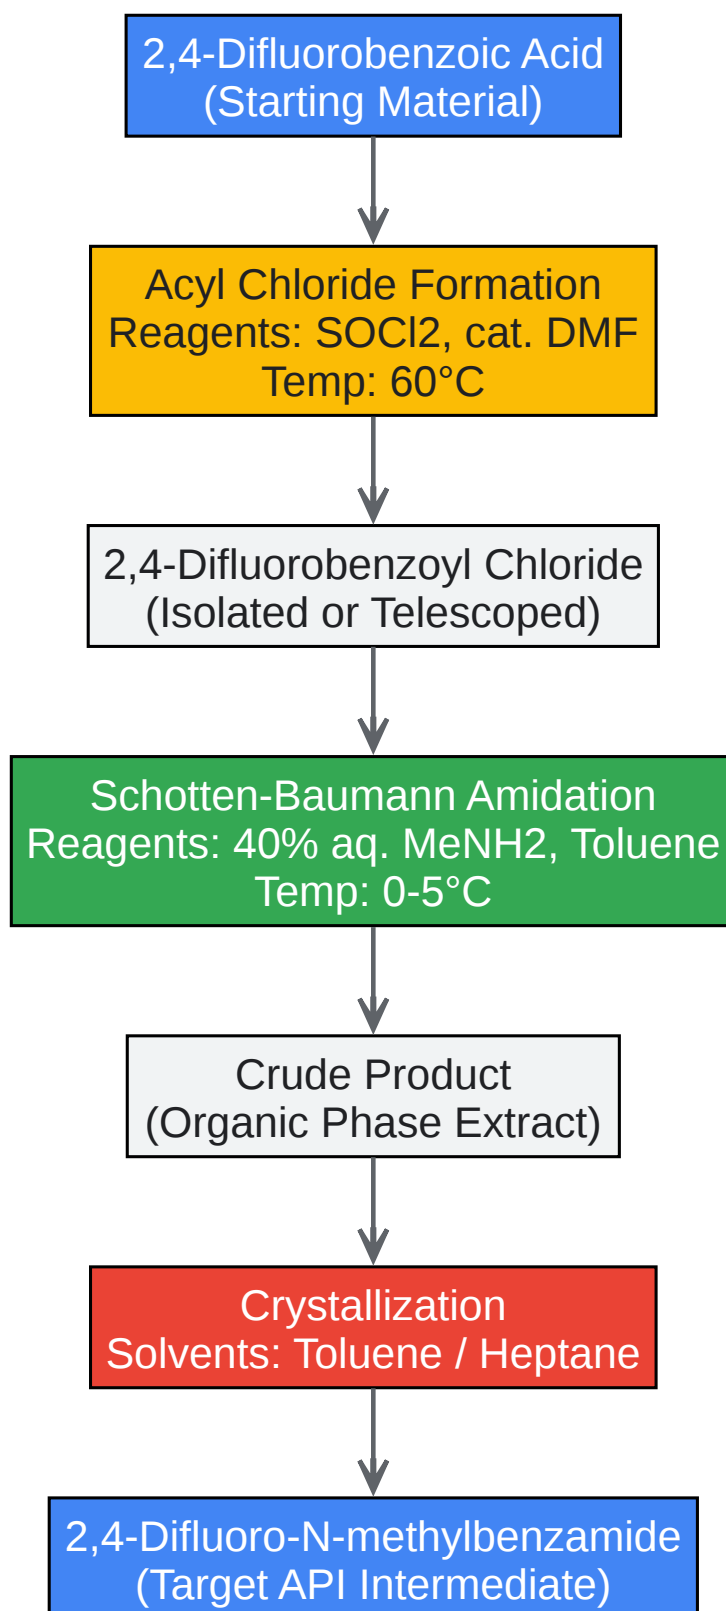 2,4-Difluorobenzoic Acid
(Starting Material)
Acyl Chloride Formation
Reagents: SOCl2, cat. DMF
Temp: 60°C
2,4-Difluorobenzoyl Chloride
(Isolated or Telescoped)
Schotten-Baumann Amidation
Reagents: 40% aq. MeNH2, Toluene
Temp: 0-5°C
Crude Product
(Organic Phase Extract)
Crystallization
Solvents: Toluene / Heptane
2,4-Difluoro-N-methylbenzamide
(Target API Intermediate)